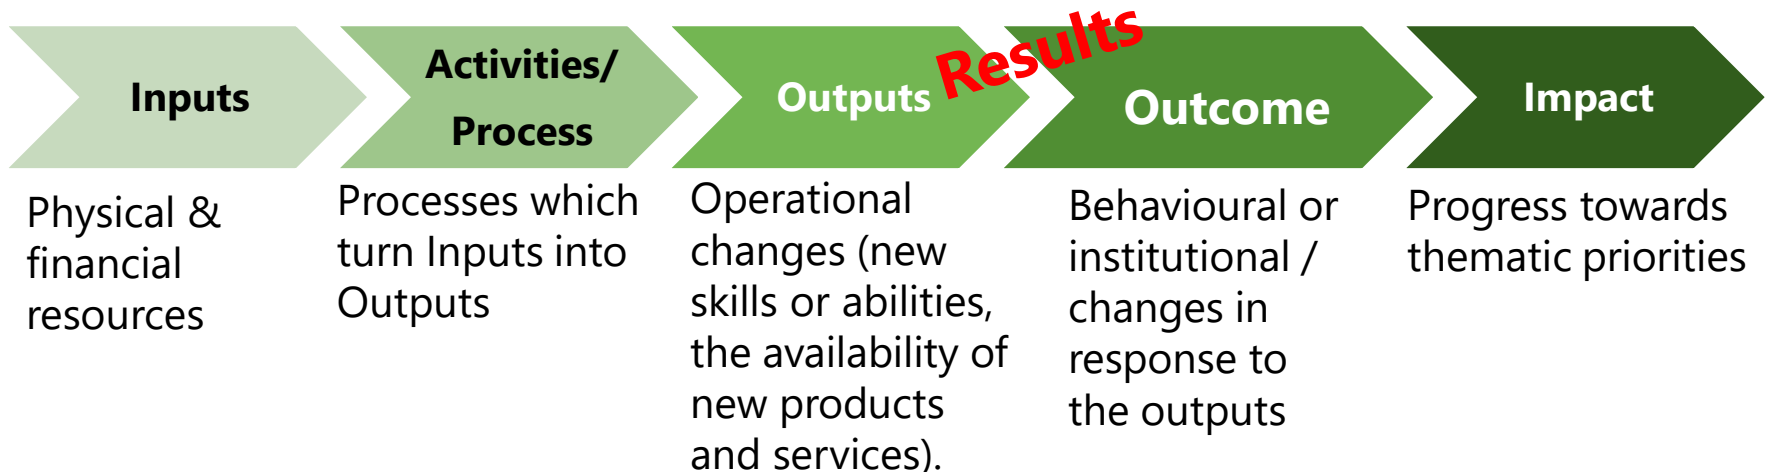 Inputs
Activities/
Process
Outputs
Results
Outcome
Impact
Physical &
financial
resources
Processes which
turn Inputs into
Outputs
Operational
changes (new
skills or abilities,
the availability of
new products
and services).
Behavioural or
institutional /
changes in
response to
the outputs
Progress towards
thematic priorities